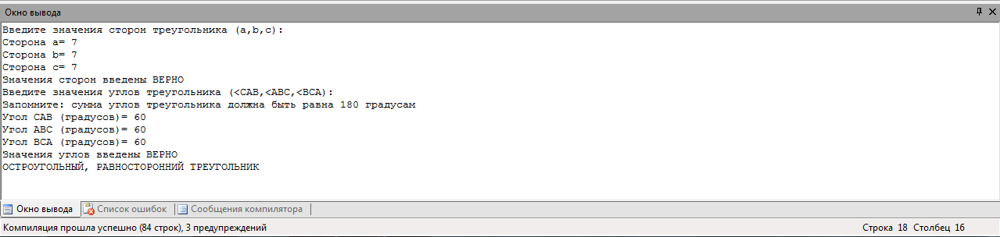 Окно вывода
Введите значения сторон треугольника (a,b,c):
Сторона a= 7
Сторона b= 7
Сторона c= 7
Значения сторон введены ВЕРНО
Введите значения углов треугольника (<CAB,<ABC,<BCA):
Запомните: сумма углов треугольника должна быть равна 180 градусам
Угол CAB (градусов)= 60
Угол ABC (градусов)= 60
Угол BCA (градусов)= 60
Значения углов введены ВЕРНО
ОСТРОУГОЛЬНЫЙ, РАВНОСТОРОННИЙ ТРЕУГОЛЬНИК
Окно вывода Список ошибок Сообщения компилятора
Компиляция прошла успешно (84 строк), 3 предупреждений Строка 18 Столбец 16